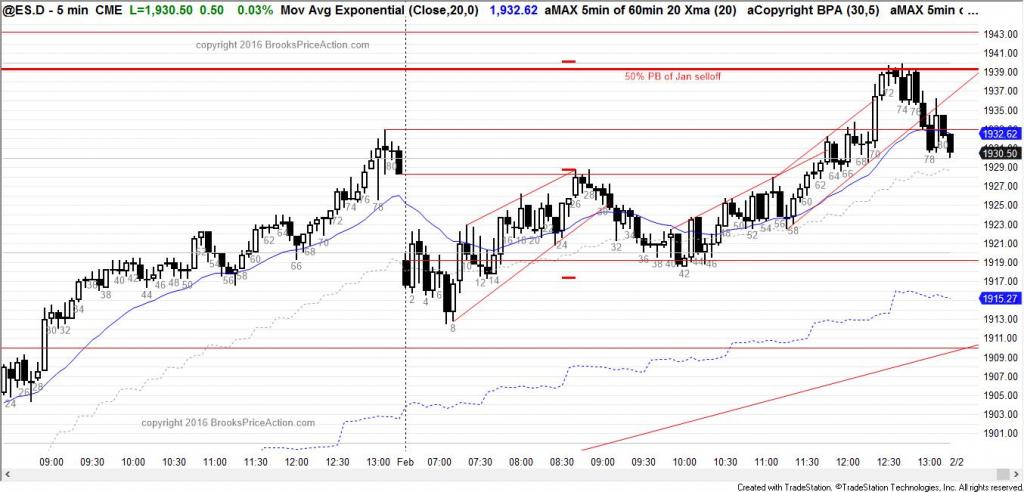 @ES.D - 5 min CME L=1,930.50 0.50 0.03% Mov Avg Exponential (Close,20,0) 1,932.62 aMAX 5min of 60min 20 Xma (20) aCopyright BPA (30,5) aMAX 5min c ...
copyright 2016 BrooksPriceAction.com
50% PB of Jan selloff
1943.00
1941.00
1939.00
1937.00
1935.00
1932.62
1930.50
1929.00
1927.00
1925.00
1923.00
1921.00
1919.00
1917.00
1915.27
1913.00
1911.00
1909.00
1907.00
1905.00
1903.00
1901.00
24 26 28 30 32 34 36 38 40 42 44 46 48 50 52 54 56 58 60 62 64 66 68 70 72 74 76 78 80
2 4 6 8 10 12 14 16 18 20 24 26 28 30 32 34 36 38 40 42 44 46 52 54 56 58 60 62 64 66 68 70 72 74 76 78 80
copyright 2016 BrooksPriceAction.com
09:00 09:30 10:00 10:30 11:00 11:30 12:00 12:30 13:00 Feb 07:00 07:30 08:00 08:30 09:00 09:30 10:00 10:30 11:00 11:30 12:00 12:30 13:00 2/2
Created with TradeStation. ©TradeStation Technologies, Inc. All rights reserved.